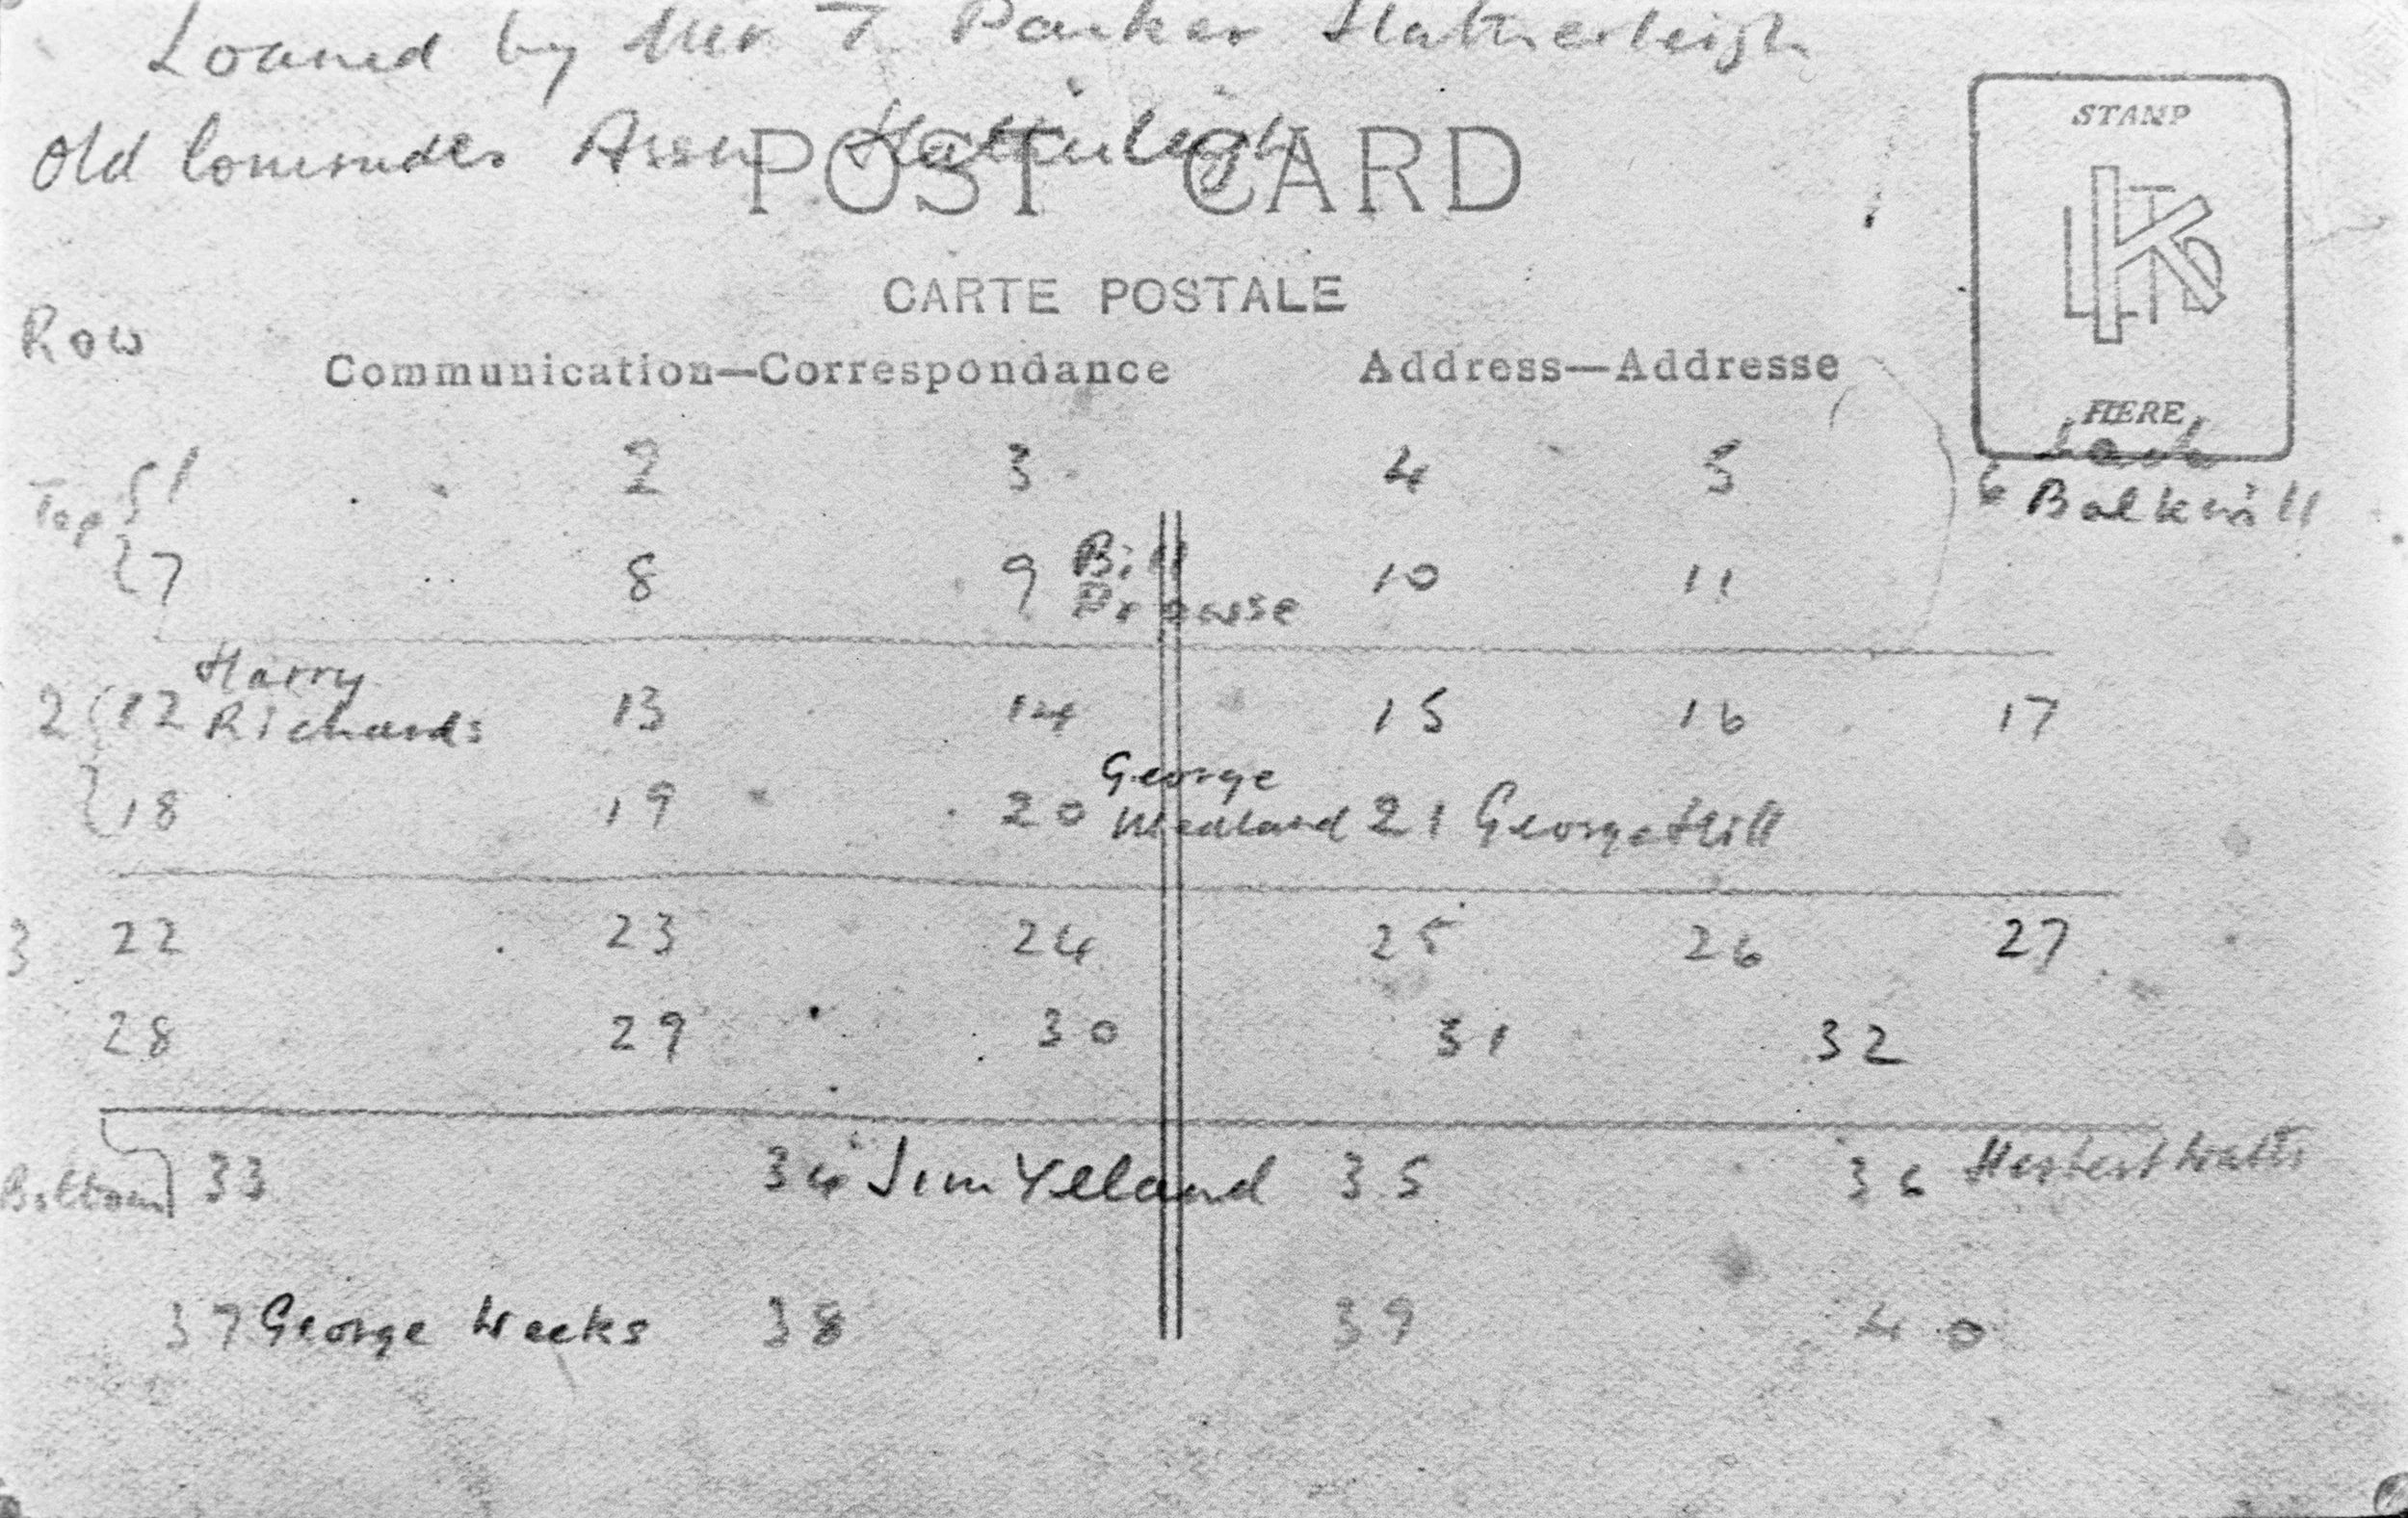 Loaned by Mr T Parker Hatherleigh
Old Comrades Assn Hatherleigh
POST CARD
STAMP
HERE
CARTE POSTALE
Row
Communication—Correspondance Address—Addresse
Top 1 2 3 4 5 6 Balkwill
7 8 9 Bill Prowse 10 11
2 12 Harry Richards 13 14 15 16 17
18 19 20 George Medland 21 George Hill
3 22 23 24 25 26 27
28 29 30 31 32
Bottom 33 34 Jim Yelland 35 36 Herbert Watts
37 George Weeks 38 39 40